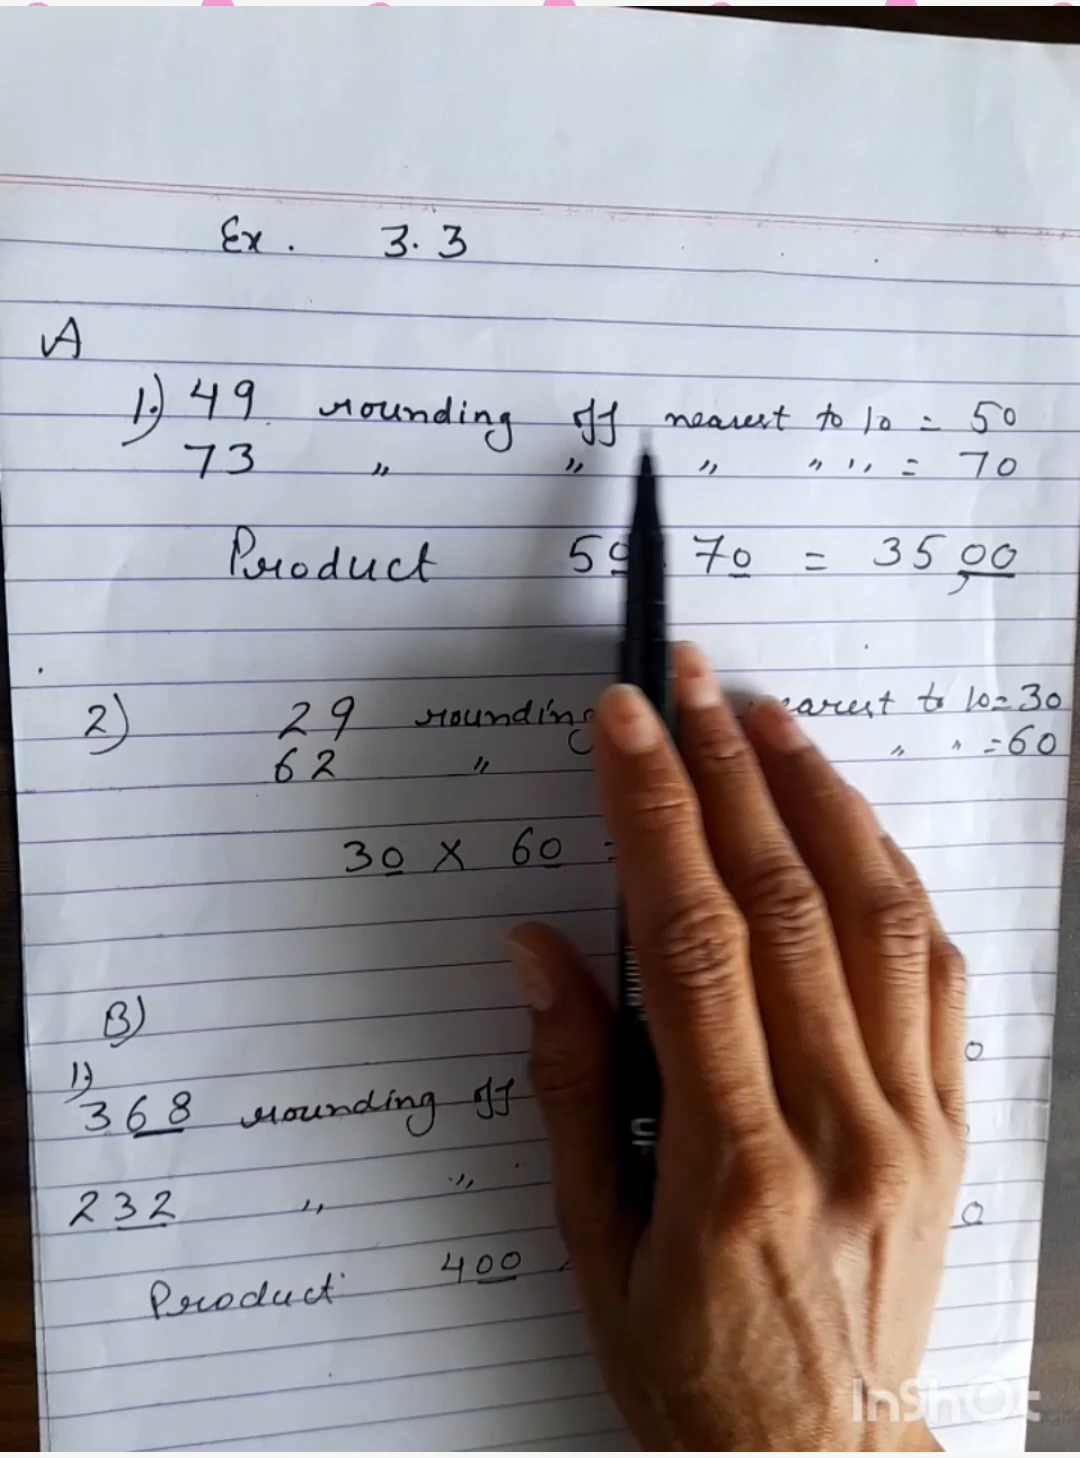 Ex. 3.3
A
1.) 49 rounding off nearest to 10 = 50
73 " " " " " = 70
Product 50 70 = 3500
2) 29 rounding nearest to 10=30
62 " " " =60
30 X 60 =
B)
1)
368 rounding off
232 " "
Product 400
InShOt